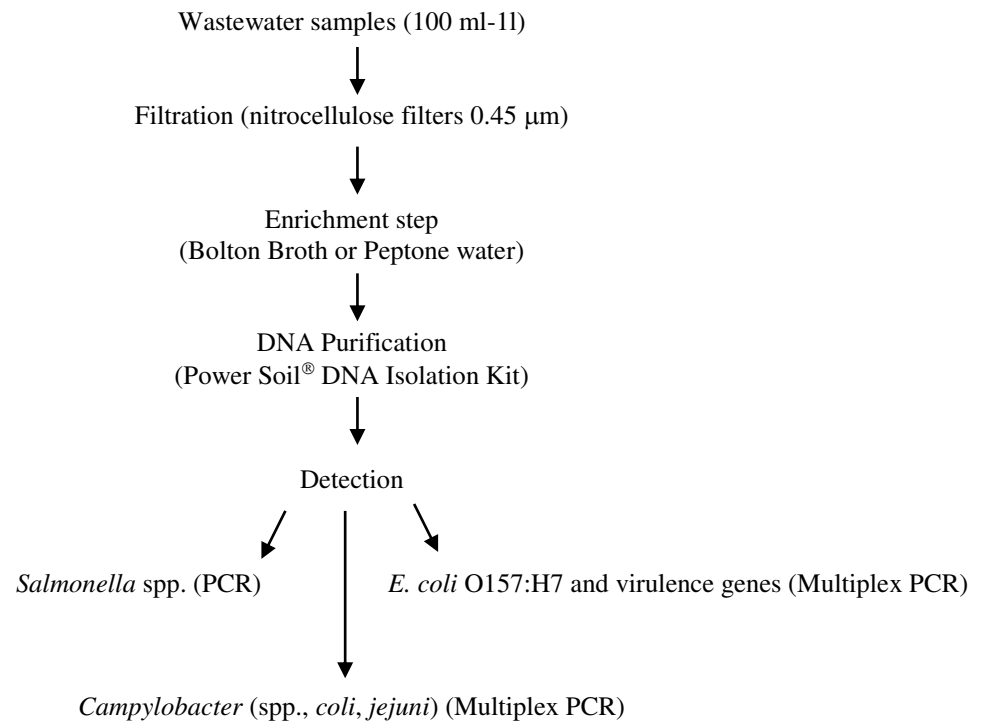 Wastewater samples (100 ml-1l)
Filtration (nitrocellulose filters 0.45 μm)
Enrichment step
(Bolton Broth or Peptone water)
DNA Purification
(Power Soil® DNA Isolation Kit)
Detection
Salmonella spp. (PCR)
E. coli O157:H7 and virulence genes (Multiplex PCR)
Campylobacter (spp., coli, jejuni) (Multiplex PCR)